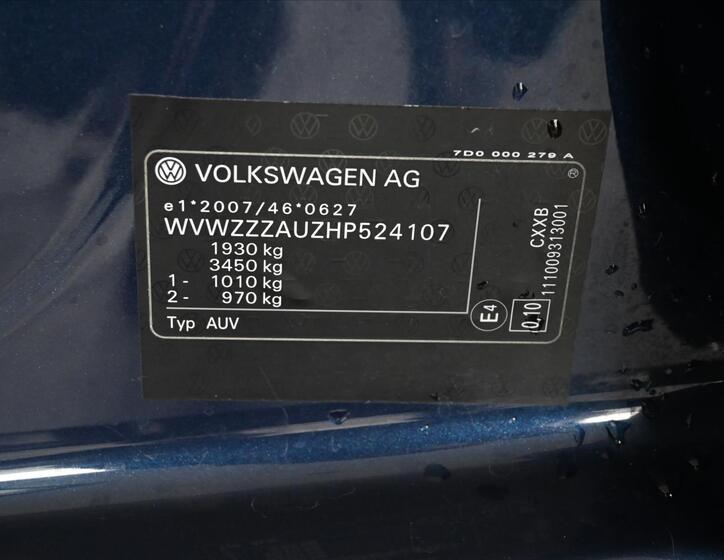 7D0 000 279 A
VOLKSWAGEN AG ®
e1*2007/46*0627
WVWZZZAUZHP524107
1930 kg
3450 kg
1- 1010 kg
2- 970 kg
Typ AUV
E4
0.10
CXXB
111009313001